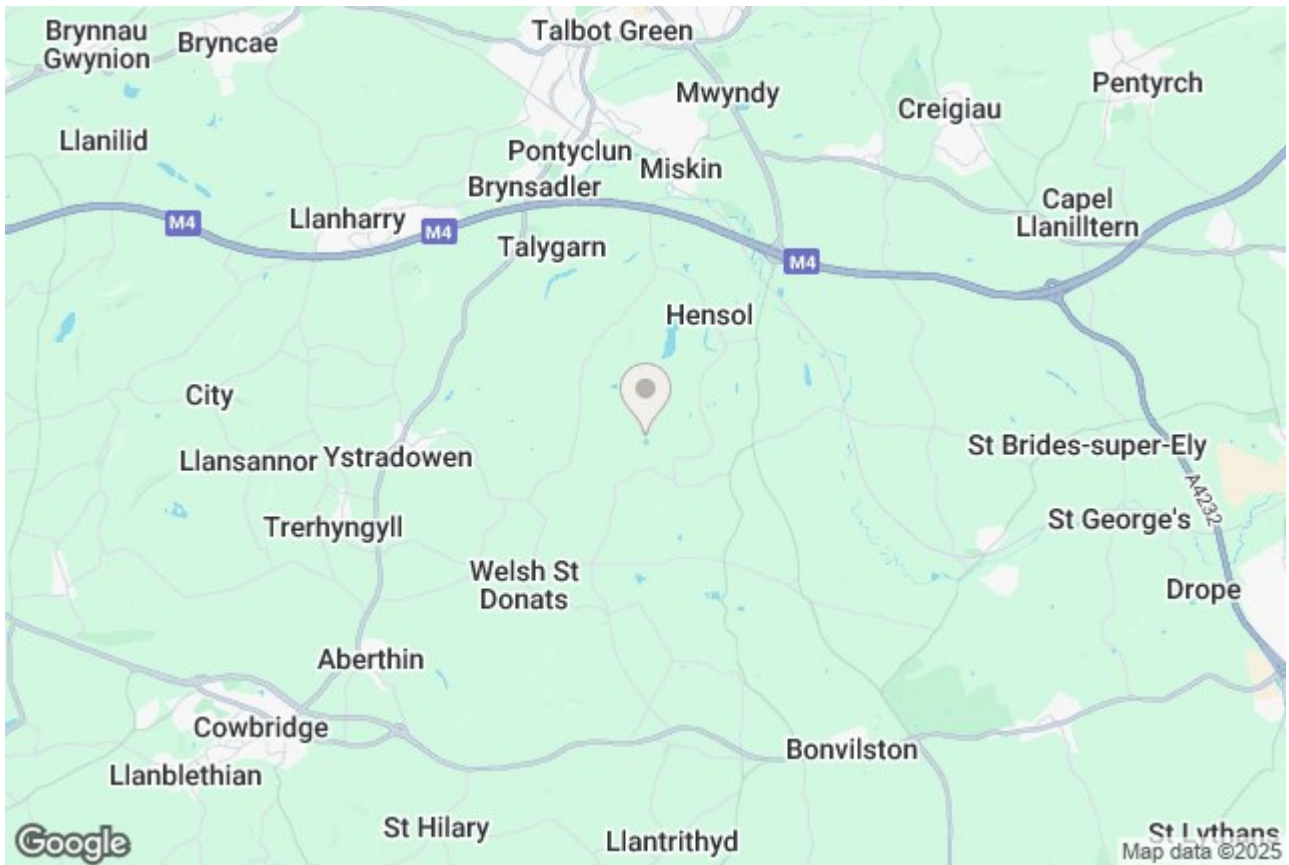 Brynnau
Gwynion
Bryncae
Talbot Green
Mwyndy
Pentyrch
Creigiau
Llanilid
Pontyclun
Miskin
Brynsadler
Llanharry
M4
M4
Capel
Llanilltern
Talygarn
M4
Hensol
City
Llansannor
Ystradowen
St Brides-super-Ely
A4232
Trerhyngyll
St George's
Welsh St
Donats
Drope
Aberthin
Cowbridge
Bonvilston
Llanblethian
St Hilary
Llantrithyd
St Lythans
Google
Map data ©2025